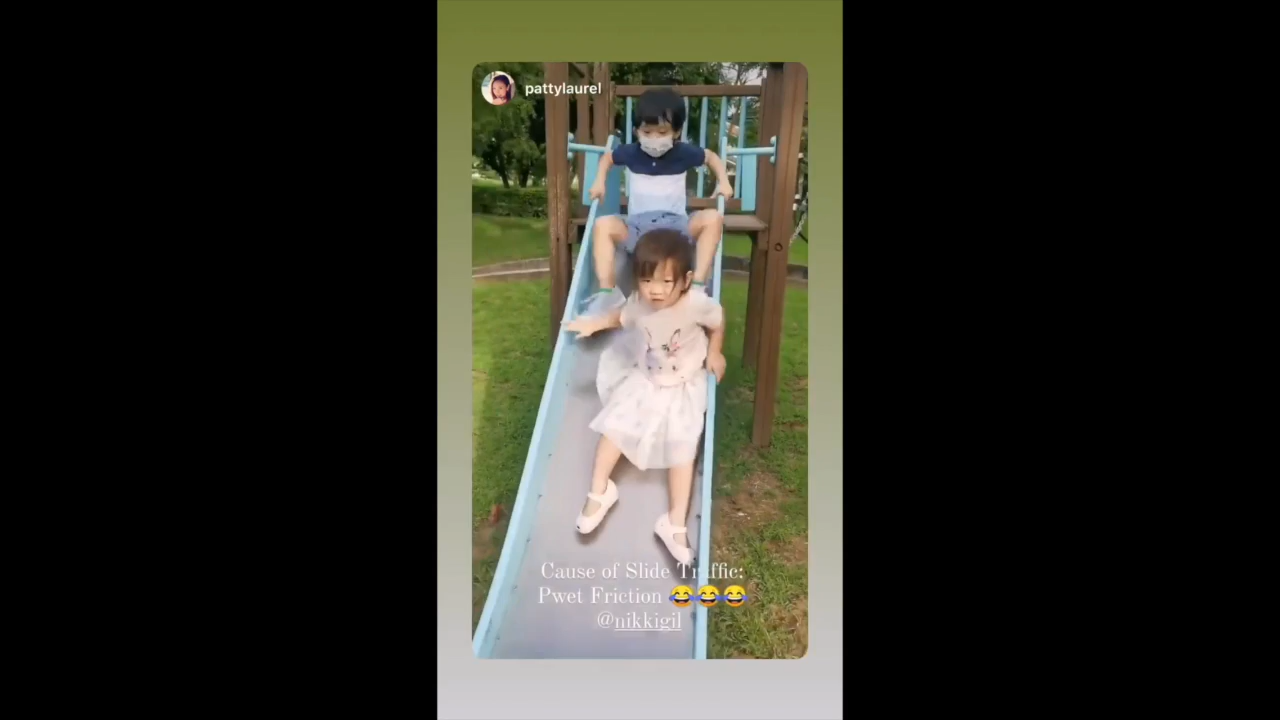 pattylaurel
Cause of Slide Traffic:
Pwet Friction 😂😂😂
@nikkigil